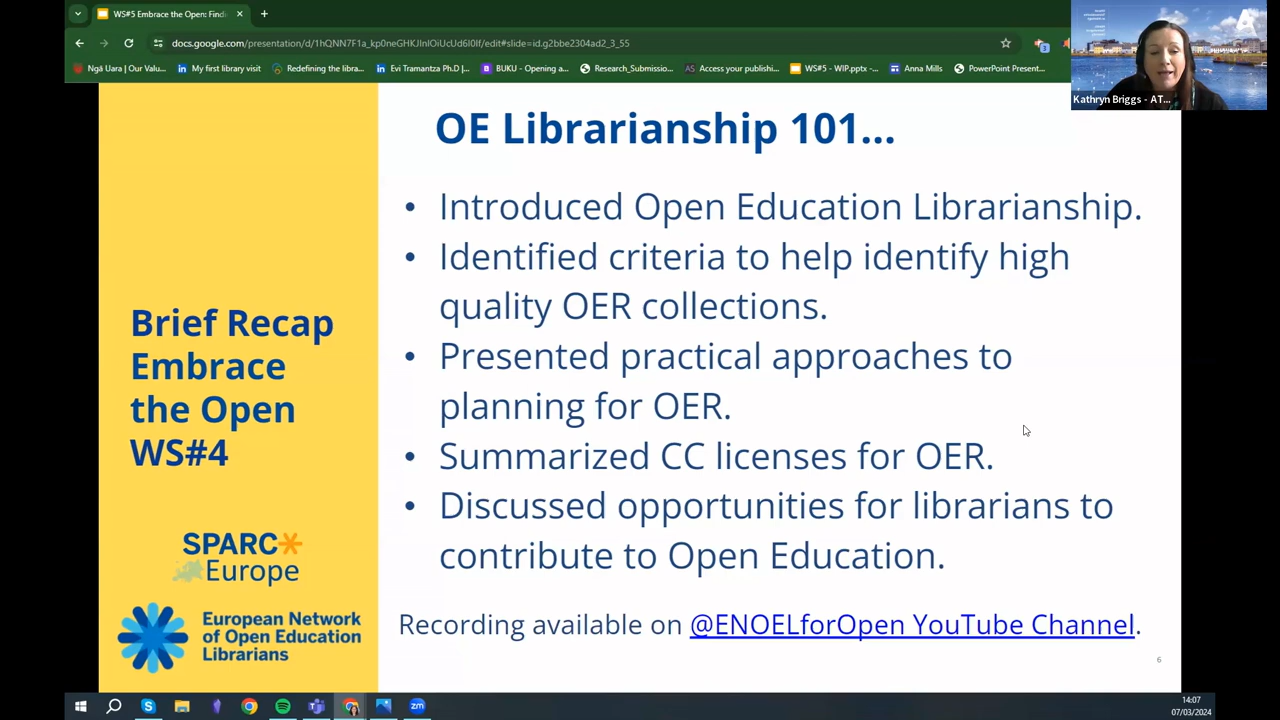 WS#5 Embrace the Open: Findi
docs.google.com/presentation/d/1hQNN7F1a_kp0neGHKJInIOiUcUd6I0If/edit#slide=id.g2bbe2304ad2_3_55
Ngā Uara | Our Valu...
My first library visit
Redefining the libra...
Evi Tramantza Ph.D |...
BUKU - Opening a...
Research_Submissio...
Access your publishi...
WS#5 - WIP.pptx -...
Anna Mills
PowerPoint Present...
Kathryn Briggs - AT...
OE Librarianship 101...
• Introduced Open Education Librarianship.
• Identified criteria to help identify high
quality OER collections.
• Presented practical approaches to
planning for OER.
• Summarized CC licenses for OER.
• Discussed opportunities for librarians to
contribute to Open Education.
Brief Recap
Embrace
the Open
WS#4
SPARC
Europe
European Network
of Open Education
Librarians
Recording available on @ENOELforOpen YouTube Channel.
6
14:07
07/03/2024